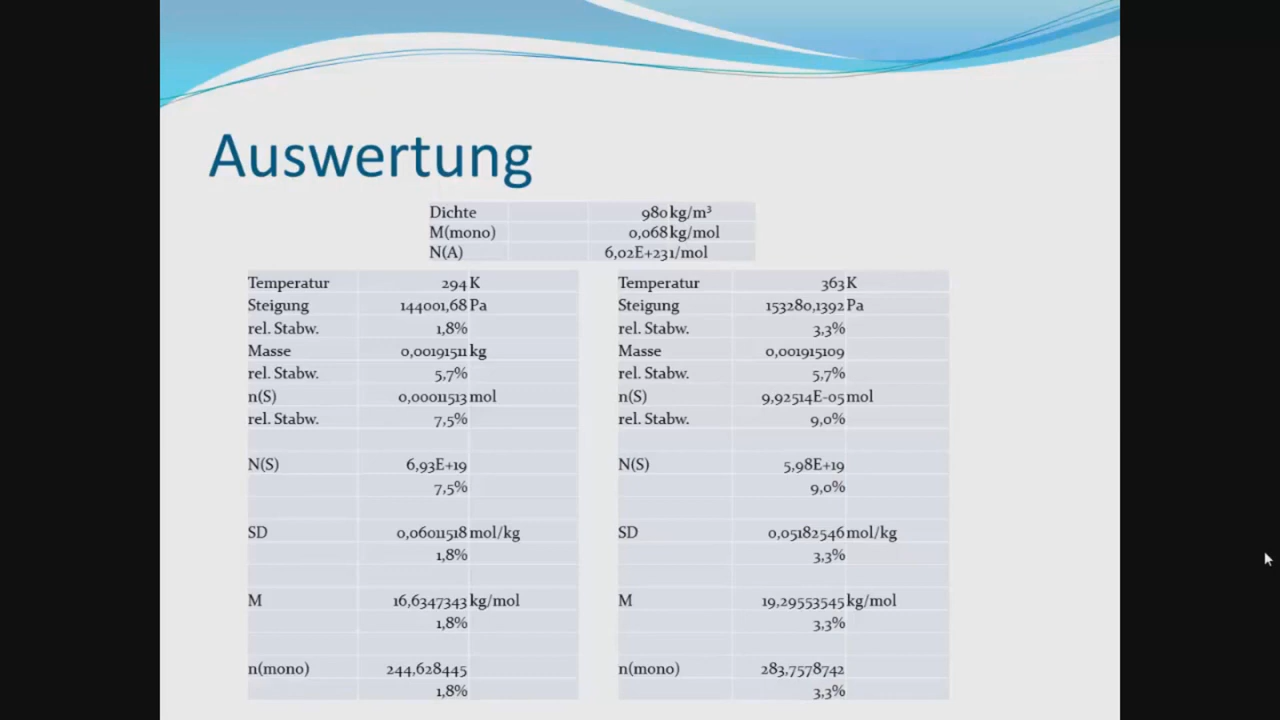 Auswertung
Dichte 980 kg/m³
M(mono) 0,068 kg/mol
N(A) 6,02E+23 1/mol
Temperatur 294 K
Steigung 144001,68 Pa
rel. Stabw. 1,8%
Masse 0,00191511 kg
rel. Stabw. 5,7%
n(S) 0,00011513 mol
rel. Stabw. 7,5%
N(S) 6,93E+19
7,5%
SD 0,06011518 mol/kg
1,8%
M 16,6347343 kg/mol
1,8%
n(mono) 244,628445
1,8%
Temperatur 363 K
Steigung 153280,1392 Pa
rel. Stabw. 3,3%
Masse 0,001915109
rel. Stabw. 5,7%
n(S) 9,92514E-05 mol
rel. Stabw. 9,0%
N(S) 5,98E+19
9,0%
SD 0,05182546 mol/kg
3,3%
M 19,29553545 kg/mol
3,3%
n(mono) 283,7578742
3,3%